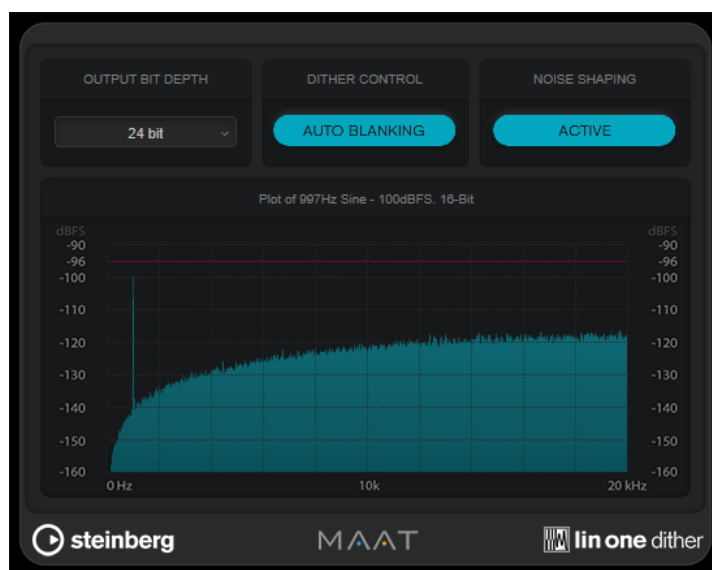 OUTPUT BIT DEPTH
DITHER CONTROL
NOISE SHAPING
24 bit
AUTO BLANKING
ACTIVE
Plot of 997Hz Sine - 100dBFS. 16-Bit
dBFS
dBFS
-90
-90
-96
-96
-100
-100
-110
-110
-120
-120
-130
-130
-140
-140
-150
-150
-160
-160
0 Hz
10k
20 kHz
steinberg
MAAT
lin one dither